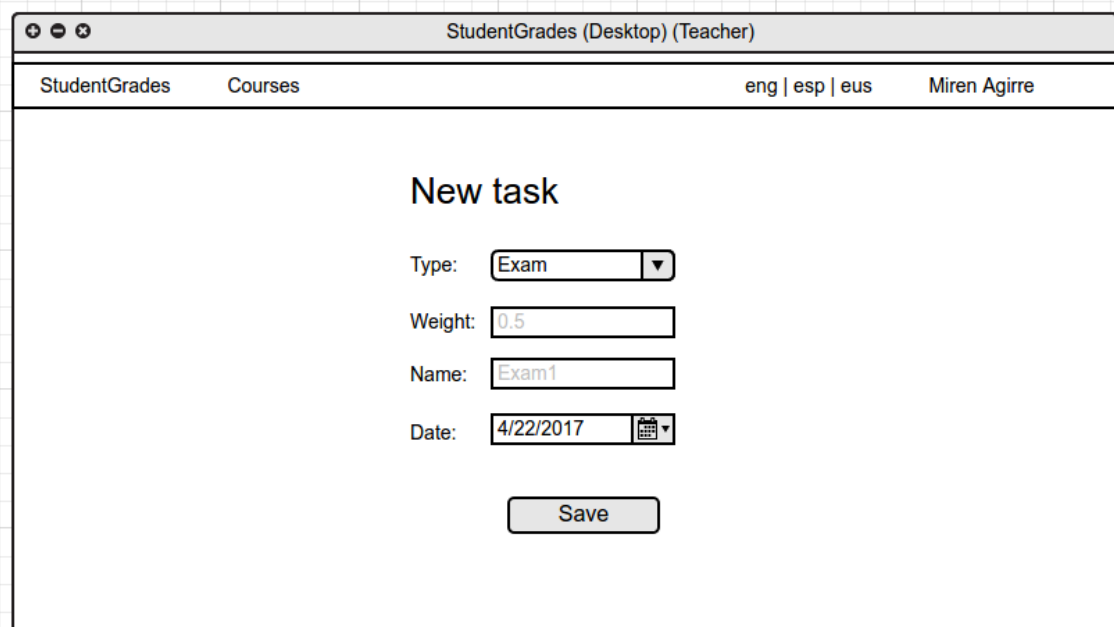 StudentGrades (Desktop) (Teacher)
StudentGrades Courses eng | esp | eus Miren Agirre
New task
Type: Exam
Weight: 0.5
Name: Exam1
Date: 4/22/2017
Save